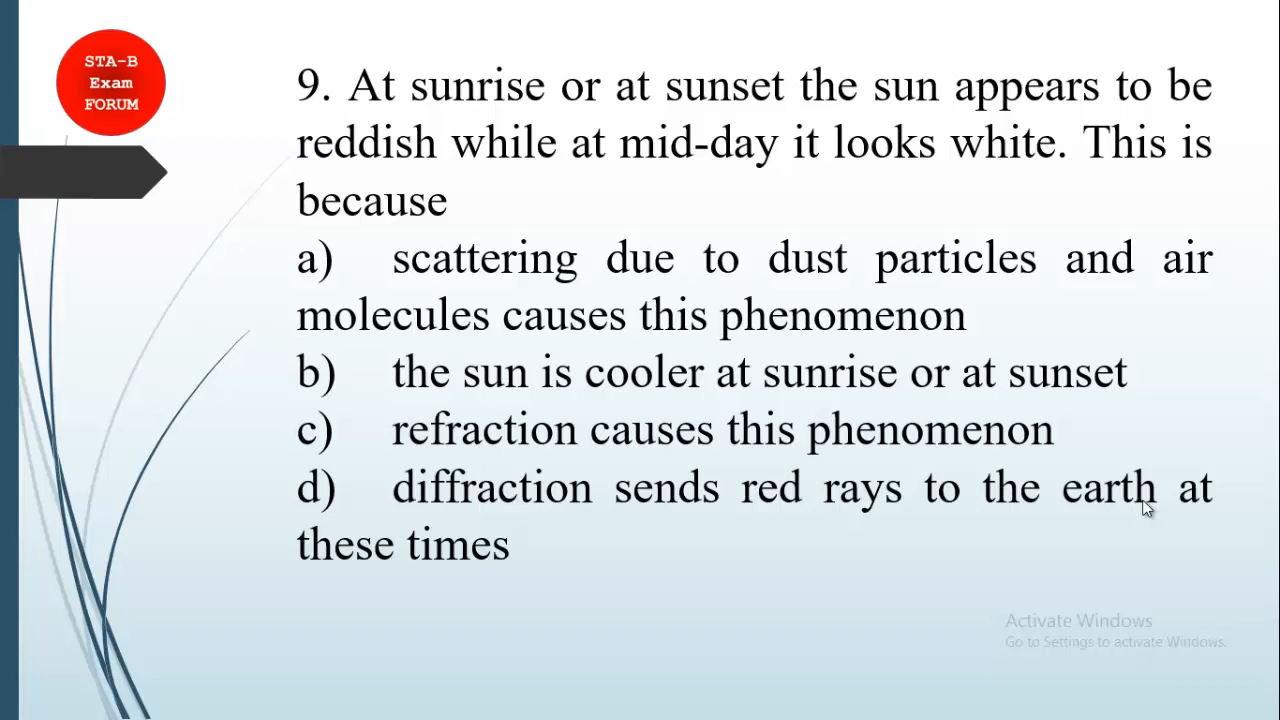 STA-B
Exam
FORUM
9. At sunrise or at sunset the sun appears to be
reddish while at mid-day it looks white. This is
because
a) scattering due to dust particles and air
molecules causes this phenomenon
b) the sun is cooler at sunrise or at sunset
c) refraction causes this phenomenon
d) diffraction sends red rays to the earth at
these times
Activate Windows
Go to Settings to activate Windows.